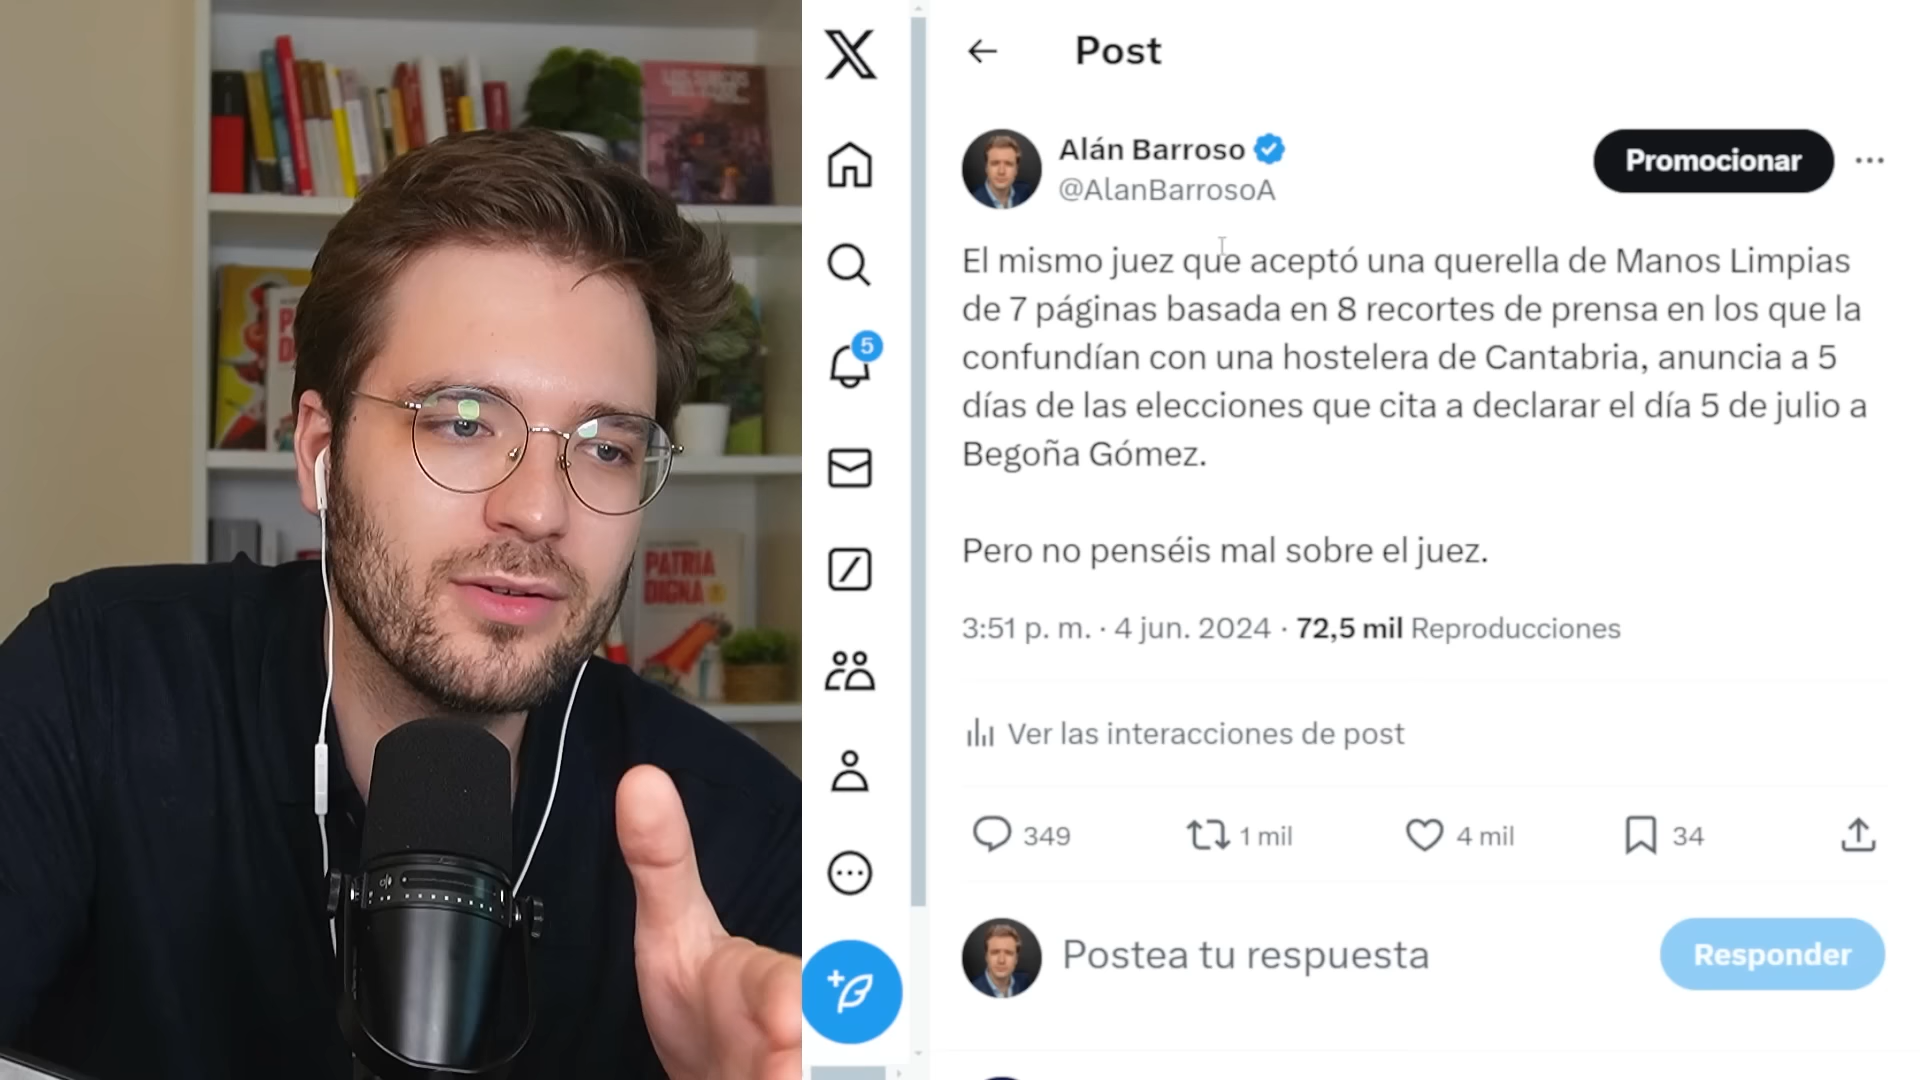 Post
Alán Barroso
@AlanBarrosoA
Promocionar
El mismo juez que aceptó una querella de Manos Limpias
de 7 páginas basada en 8 recortes de prensa en los que la
confundían con una hostelera de Cantabria, anuncia a 5
días de las elecciones que cita a declarar el día 5 de julio a
Begoña Gómez.
Pero no penséis mal sobre el juez.
3:51 p. m. · 4 jun. 2024 · 72,5 mil Reproducciones
Ver las interacciones de post
349
1 mil
4 mil
34
Postea tu respuesta
Responder
5
PATRIA
DIGNA